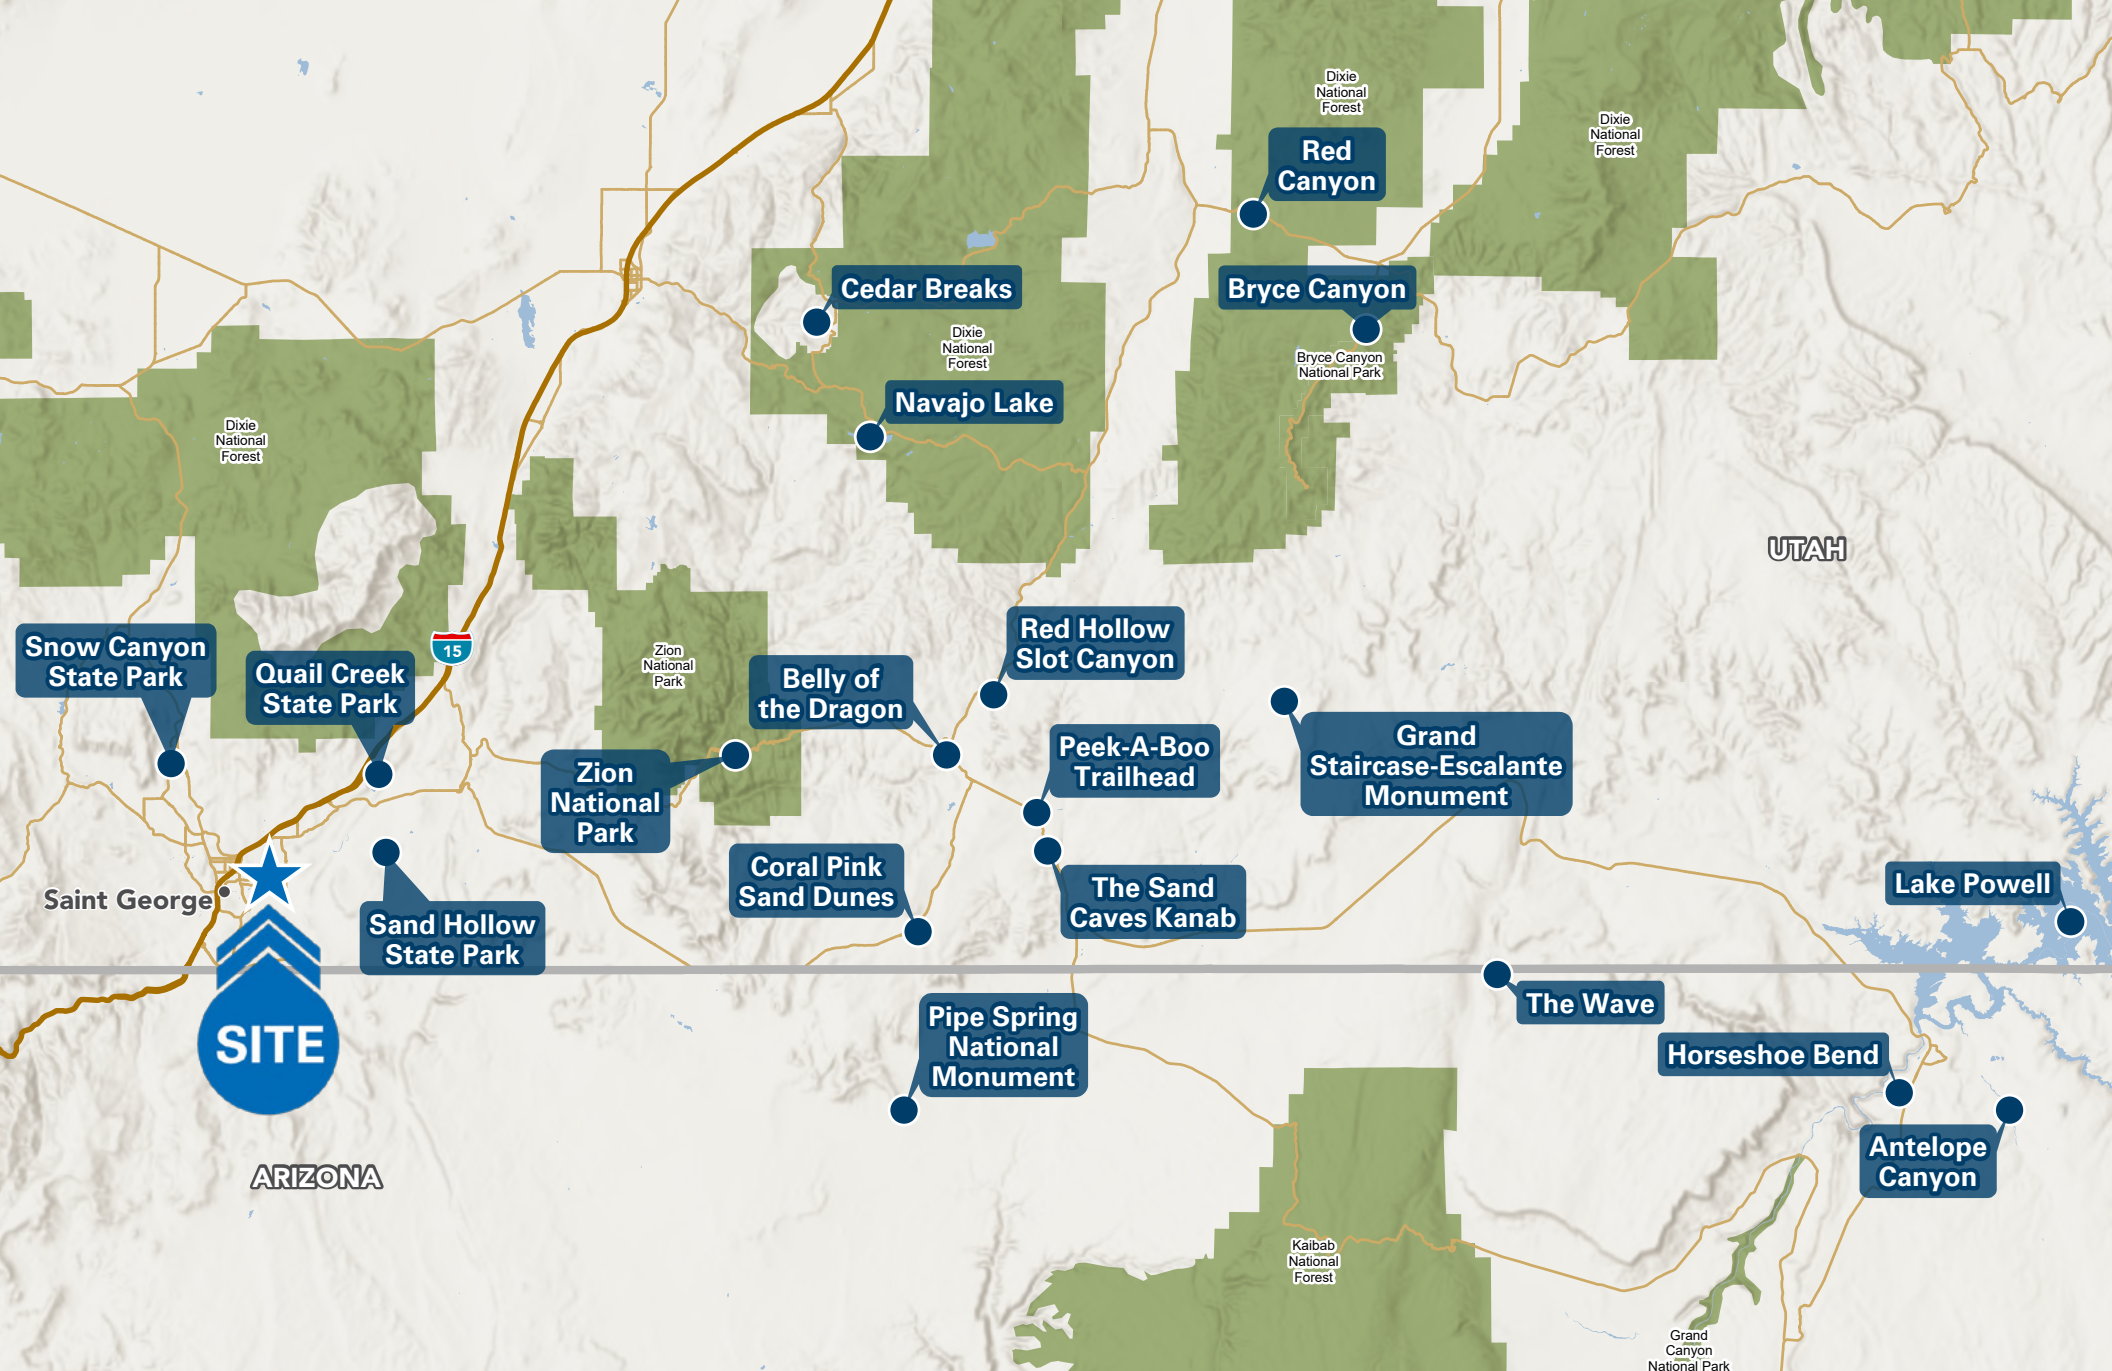 Dixie
National
Forest
Dixie
National
Forest
Red
Canyon
Cedar Breaks
Bryce Canyon
Dixie
National
Forest
Bryce Canyon
National Park
Navajo Lake
Dixie
National
Forest
UTAH
Snow Canyon
State Park
Quail Creek
State Park
15
Zion
National
Park
Belly of
the Dragon
Red Hollow
Slot Canyon
Zion
National
Park
Peek-A-Boo
Trailhead
Grand
Staircase-Escalante
Monument
Coral Pink
Sand Dunes
The Sand
Caves Kanab
Lake Powell
Saint George
Sand Hollow
State Park
SITE
Pipe Spring
National
Monument
The Wave
Horseshoe Bend
Antelope
Canyon
ARIZONA
Kaibab
National
Forest
Grand
Canyon
National Park